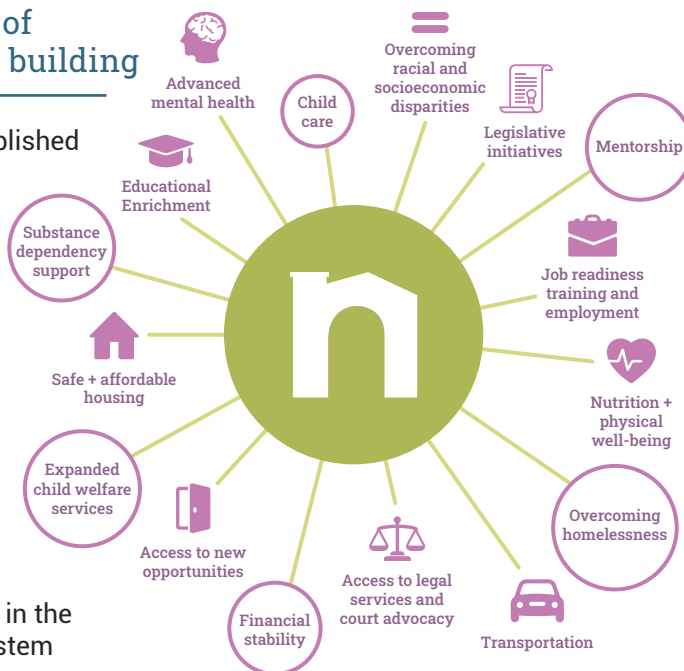 of
building
blished
Advanced
mental health
Child
care
Overcoming
racial and
socioeconomic
disparities
Legislative
initiatives
Mentorship
Educational
Enrichment
Substance
dependency
support
Job readiness
training and
employment
Safe + affordable
housing
n
Nutrition +
physical
well-being
Expanded
child welfare
services
Access to new
opportunities
Overcoming
homelessness
Financial
stability
Access to legal
services and
court advocacy
Transportation
in the
stem